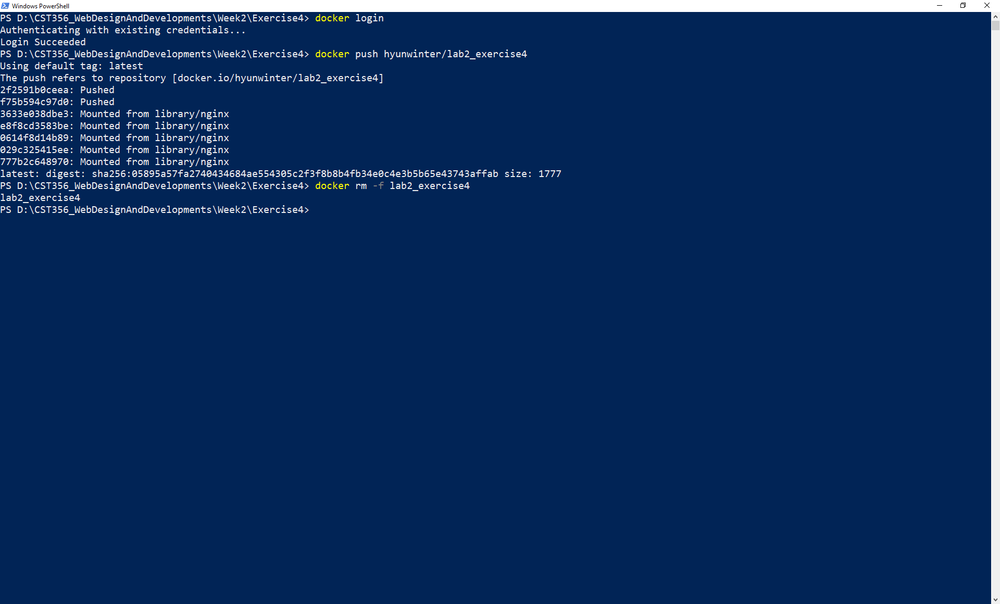 Windows PowerShell
PS D:\CST356_WebDesignAndDevelopments\Week2\Exercise4> docker login
Authenticating with existing credentials...
Login Succeeded
PS D:\CST356_WebDesignAndDevelopments\Week2\Exercise4> docker push hyunwinter/lab2_exercise4
Using default tag: latest
The push refers to repository [docker.io/hyunwinter/lab2_exercise4]
2f2591b0ceea: Pushed
f75b594c97d0: Pushed
3633e038dbe3: Mounted from library/nginx
e8f8cd3583be: Mounted from library/nginx
0614f8d14b89: Mounted from library/nginx
029c325415ee: Mounted from library/nginx
777b2c648970: Mounted from library/nginx
latest: digest: sha256:05895a57fa2740434684ae554305c2f3f8b8b4fb34e0c4e3b5b65e43743affab size: 1777
PS D:\CST356_WebDesignAndDevelopments\Week2\Exercise4> docker rm -f lab2_exercise4
lab2_exercise4
PS D:\CST356_WebDesignAndDevelopments\Week2\Exercise4>